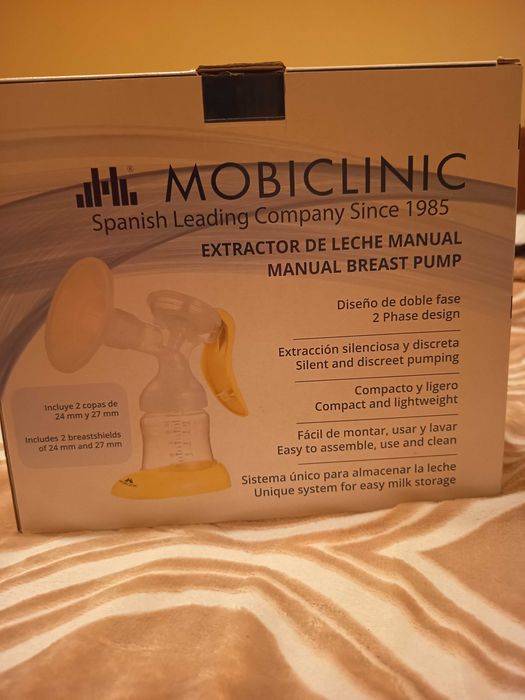 MOBICLINIC
®
Spanish Leading Company Since 1985
EXTRACTOR DE LECHE MANUAL
MANUAL BREAST PUMP
Diseño de doble fase
2 Phase design
Extracción silenciosa y discreta
Silent and discreet pumping
Compacto y ligero
Compact and lightweight
Fácil de montar, usar y lavar
Easy to assemble, use and clean
Sistema único para almacenar la leche
Unique system for easy milk storage
Incluye 2 copas de
24 mm y 27 mm
Includes 2 breastshields
of 24 mm and 27 mm